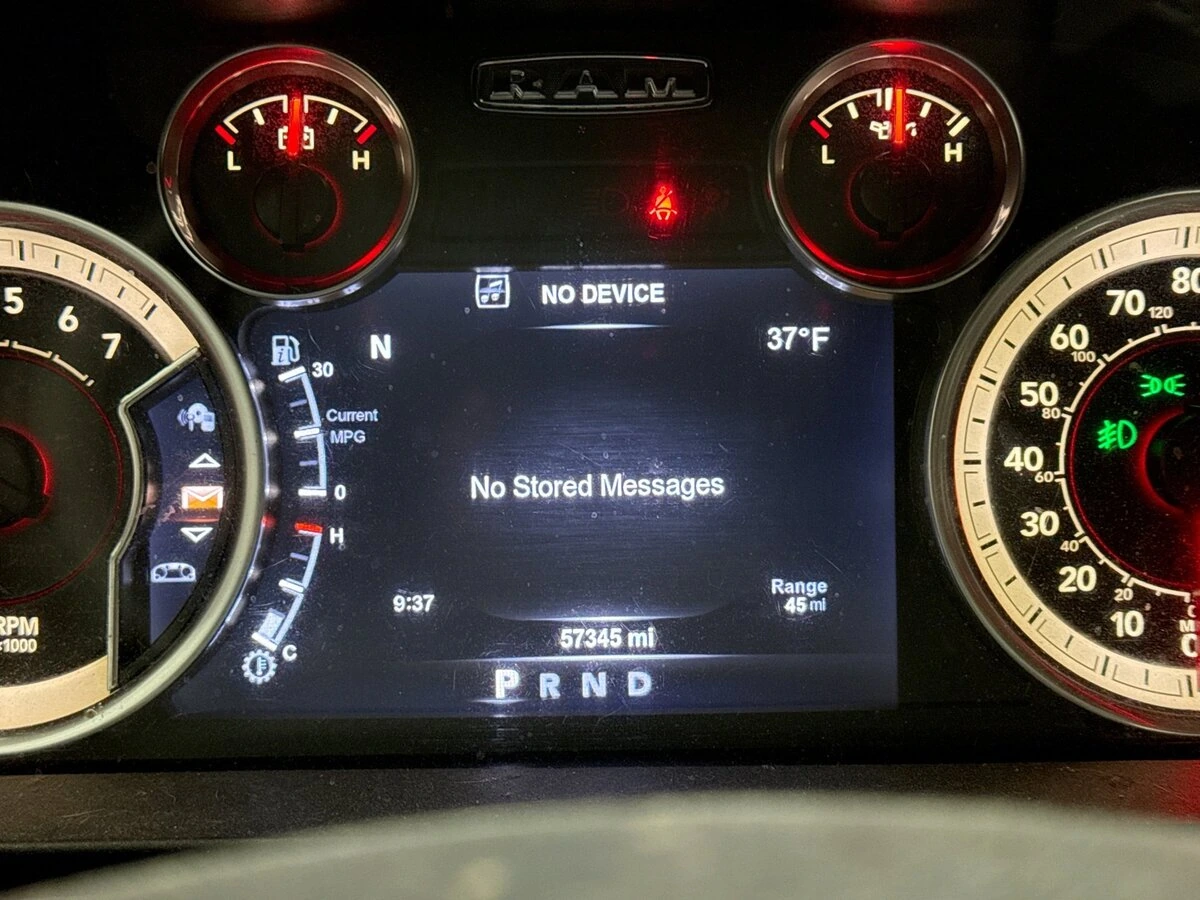 RAM
L H
L H
NO DEVICE
N
37°F
30
Current
MPG
0
H
C
No Stored Messages
9:37
Range
45 mi
57345 mi
P R N D
5
6
7
RPM
80
70
120
60
100
50
80
40
60
30
40
20
20
10
0